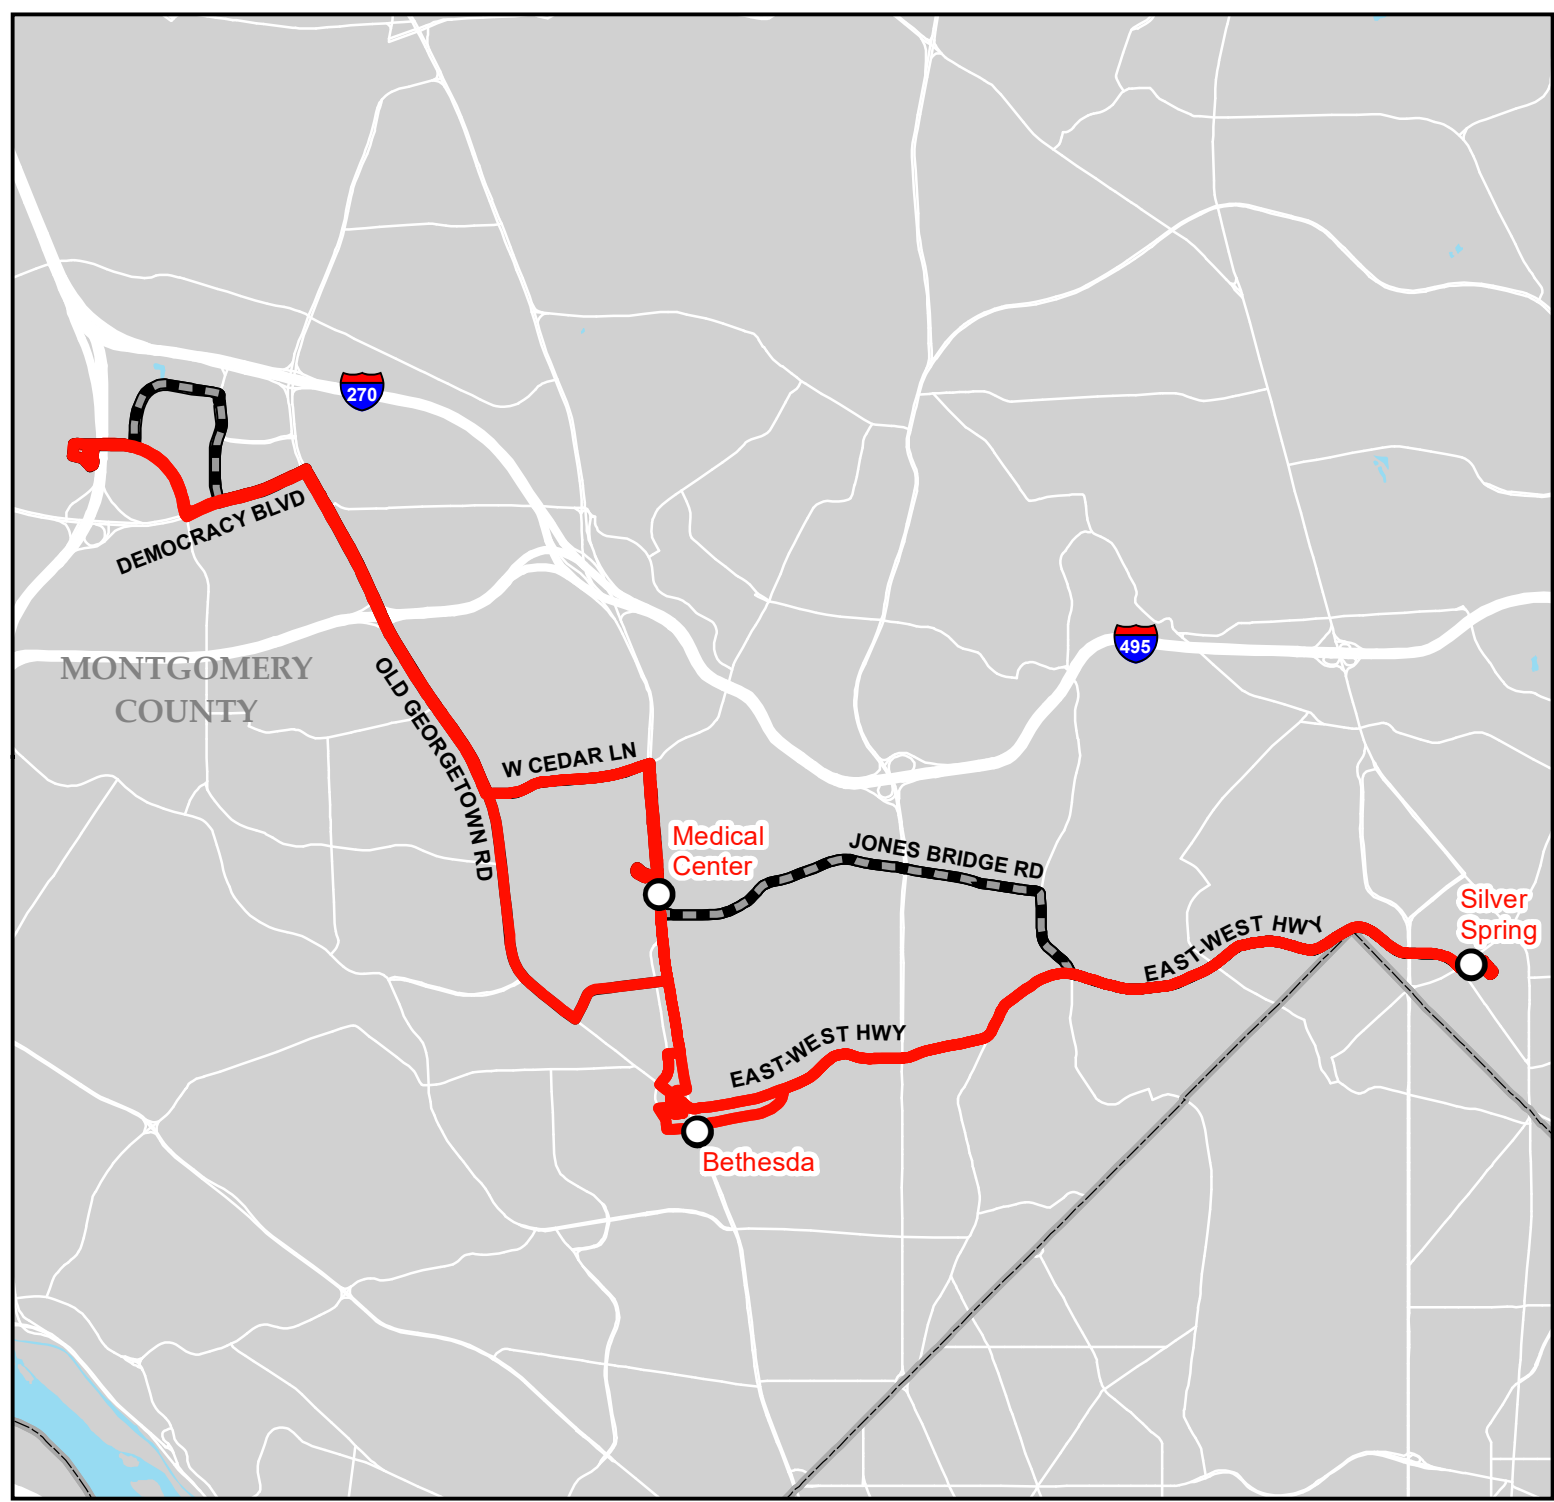 270
DEMOCRACY BLVD
495
MONTGOMERY
COUNTY
OLD GEORGETOWN RD
W CEDAR LN
Medical
Center
JONES BRIDGE RD
Silver
Spring
EAST-WEST HWY
EAST-WEST HWY
Bethesda